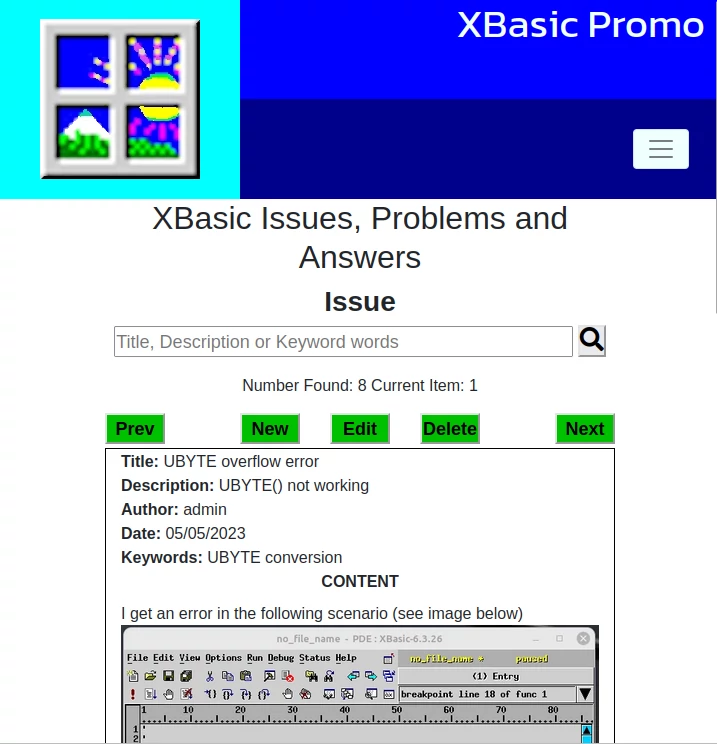 XBasic Promo
XBasic Issues, Problems and
Answers
Issue
Title, Description or Keyword words
Number Found: 8 Current Item: 1
Prev New Edit Delete Next
Title: UBYTE overflow error
Description: UBYTE() not working
Author: admin
Date: 05/05/2023
Keywords: UBYTE conversion
CONTENT
I get an error in the following scenario (see image below)
no_file_name - PDE : XBasic-6.3.26
File Edit View Options Run Debug Status Help no_file_name * paused
(1) Entry
breakpoint line 18 of func 1
1 10 20 30 40 50 60 70 80
1
2